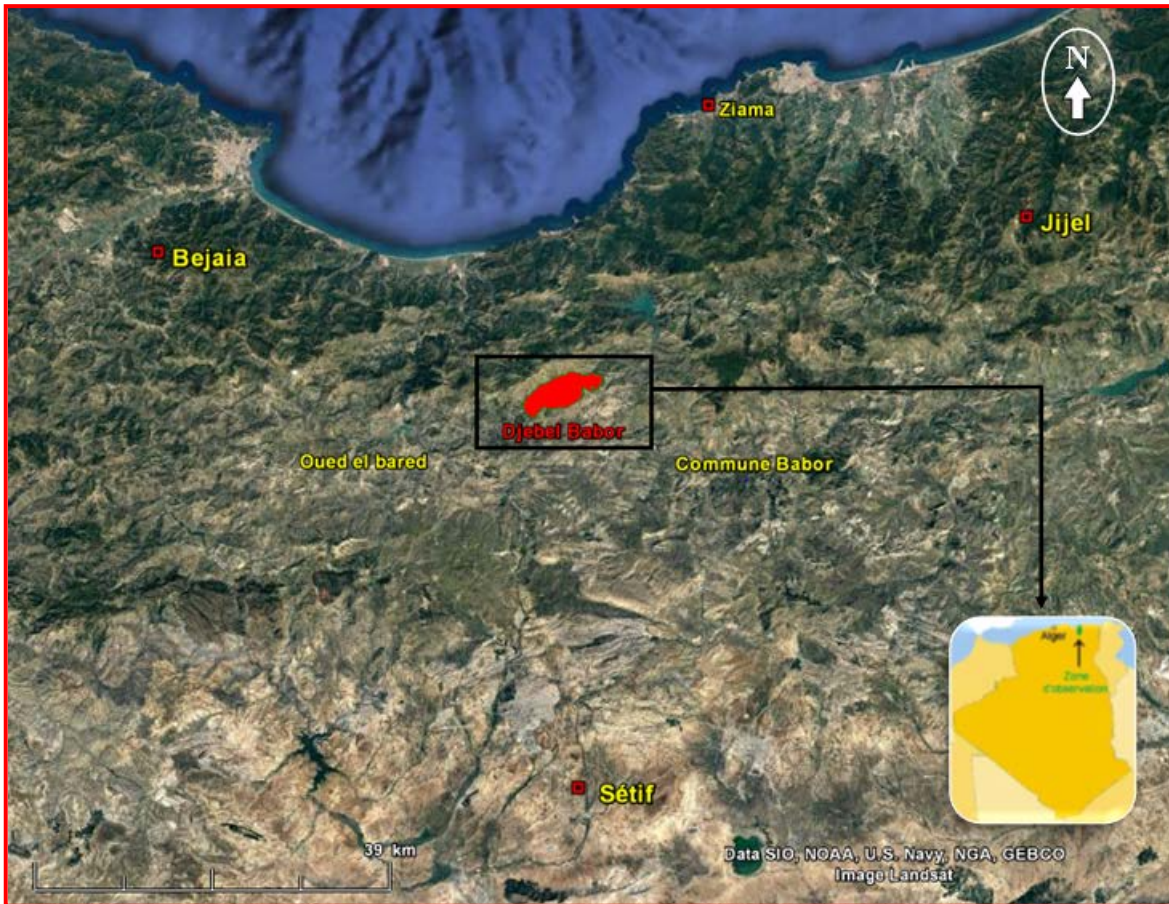 N
Ziama
Jijel
Bejaia
Djebel Babor
Oued el bared
Commune Babor
Alger
Zone
d'observation
Sétif
39 km
Data SIO, NOAA, U.S. Navy, NGA, GEBCO
Image Landsat